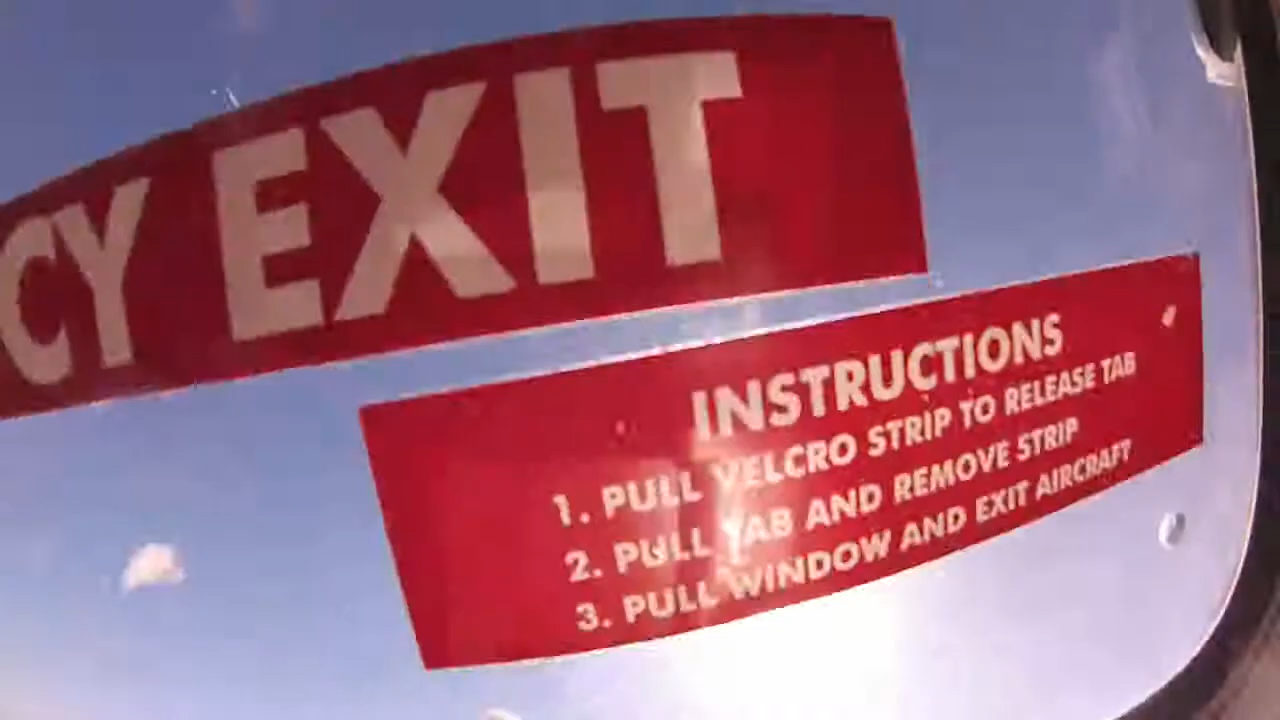 CY EXIT
INSTRUCTIONS
1. PULL VELCRO STRIP TO RELEASE TAB
2. PULL TAB AND REMOVE STRIP
3. PULL WINDOW AND EXIT AIRCRAFT